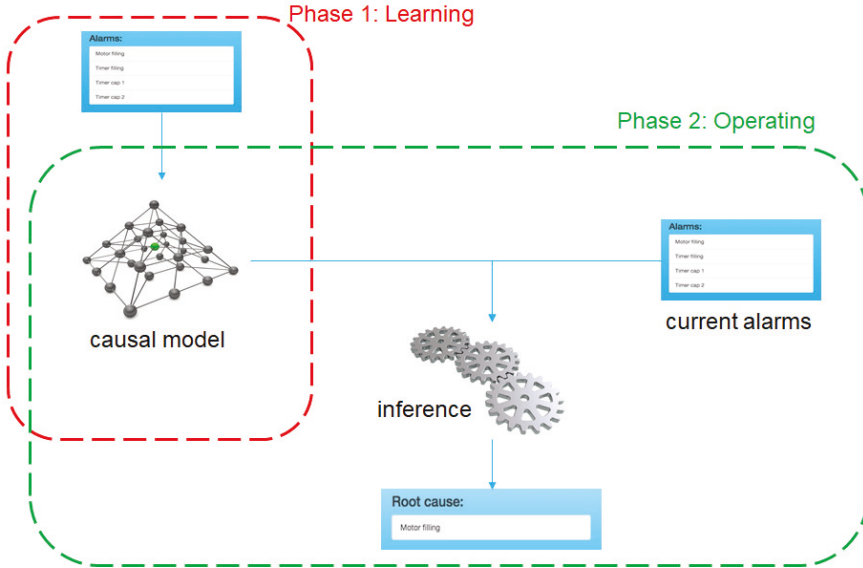 Phase 1: Learning
Alarms:
Motor filling
Timer filling
Timer cap 1
Timer cap 2
Phase 2: Operating
causal model
Alarms:
Motor filling
Timer filling
Timer cap 1
Timer cap 2
current alarms
inference
Root cause:
Motor filling